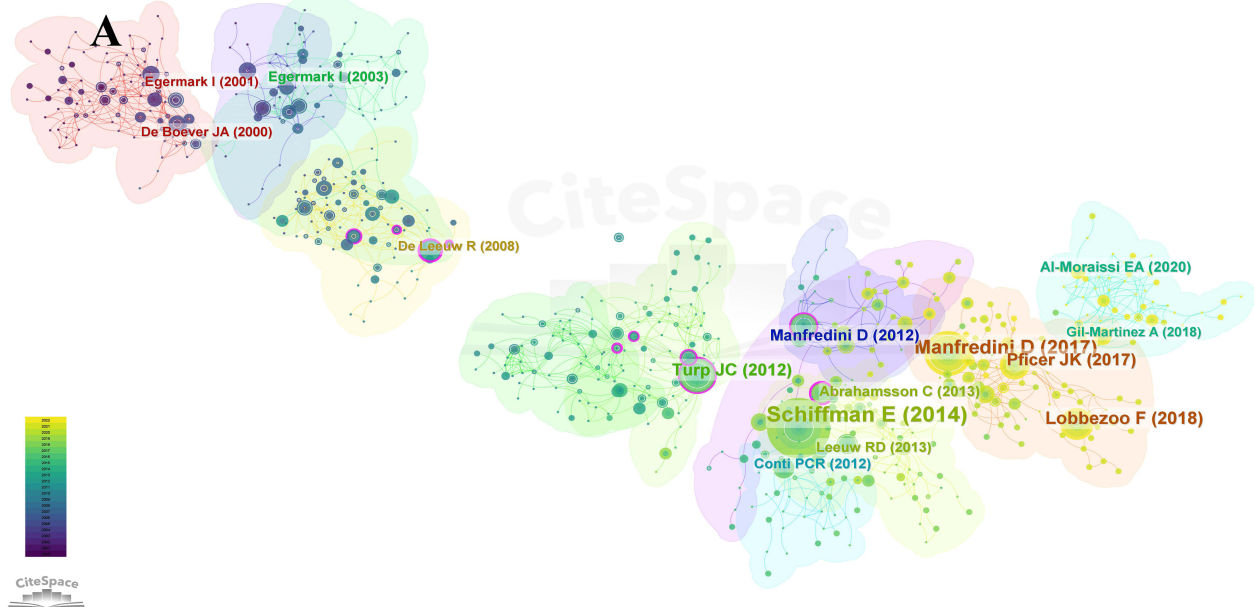 A
Egermark I (2001)
Egermark I (2003)
De Boever JA (2000)
De Leeuw R (2008)
CiteSpace
Al-Moraissi EA (2020)
Gil-Martinez A (2018)
Manfredini D (2012)
Manfredini D (2017)
Pficer JK (2017)
Turp JC (2012)
Abrahamsson C (2013)
Schiffman E (2014)
Lobbezoo F (2018)
Leeuw RD (2013)
Conti PCR (2012)
CiteSpace